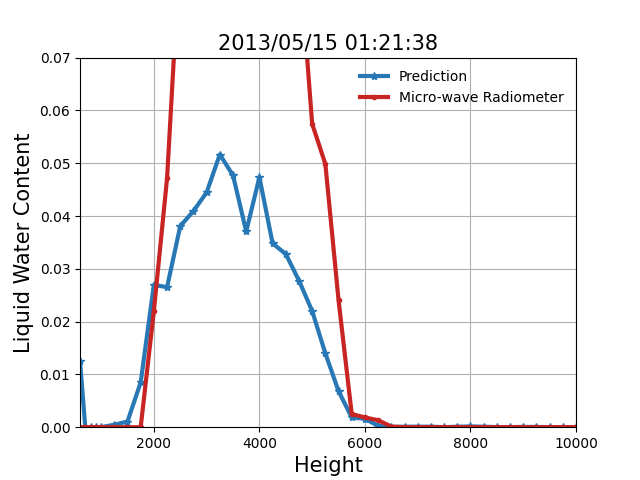 2013/05/15 01:21:38
0.07
0.06
0.05
0.04
0.03
0.02
0.01
0.00
Liquid Water Content
Prediction
Micro-wave Radiometer
2000 4000 6000 8000 10000
Height